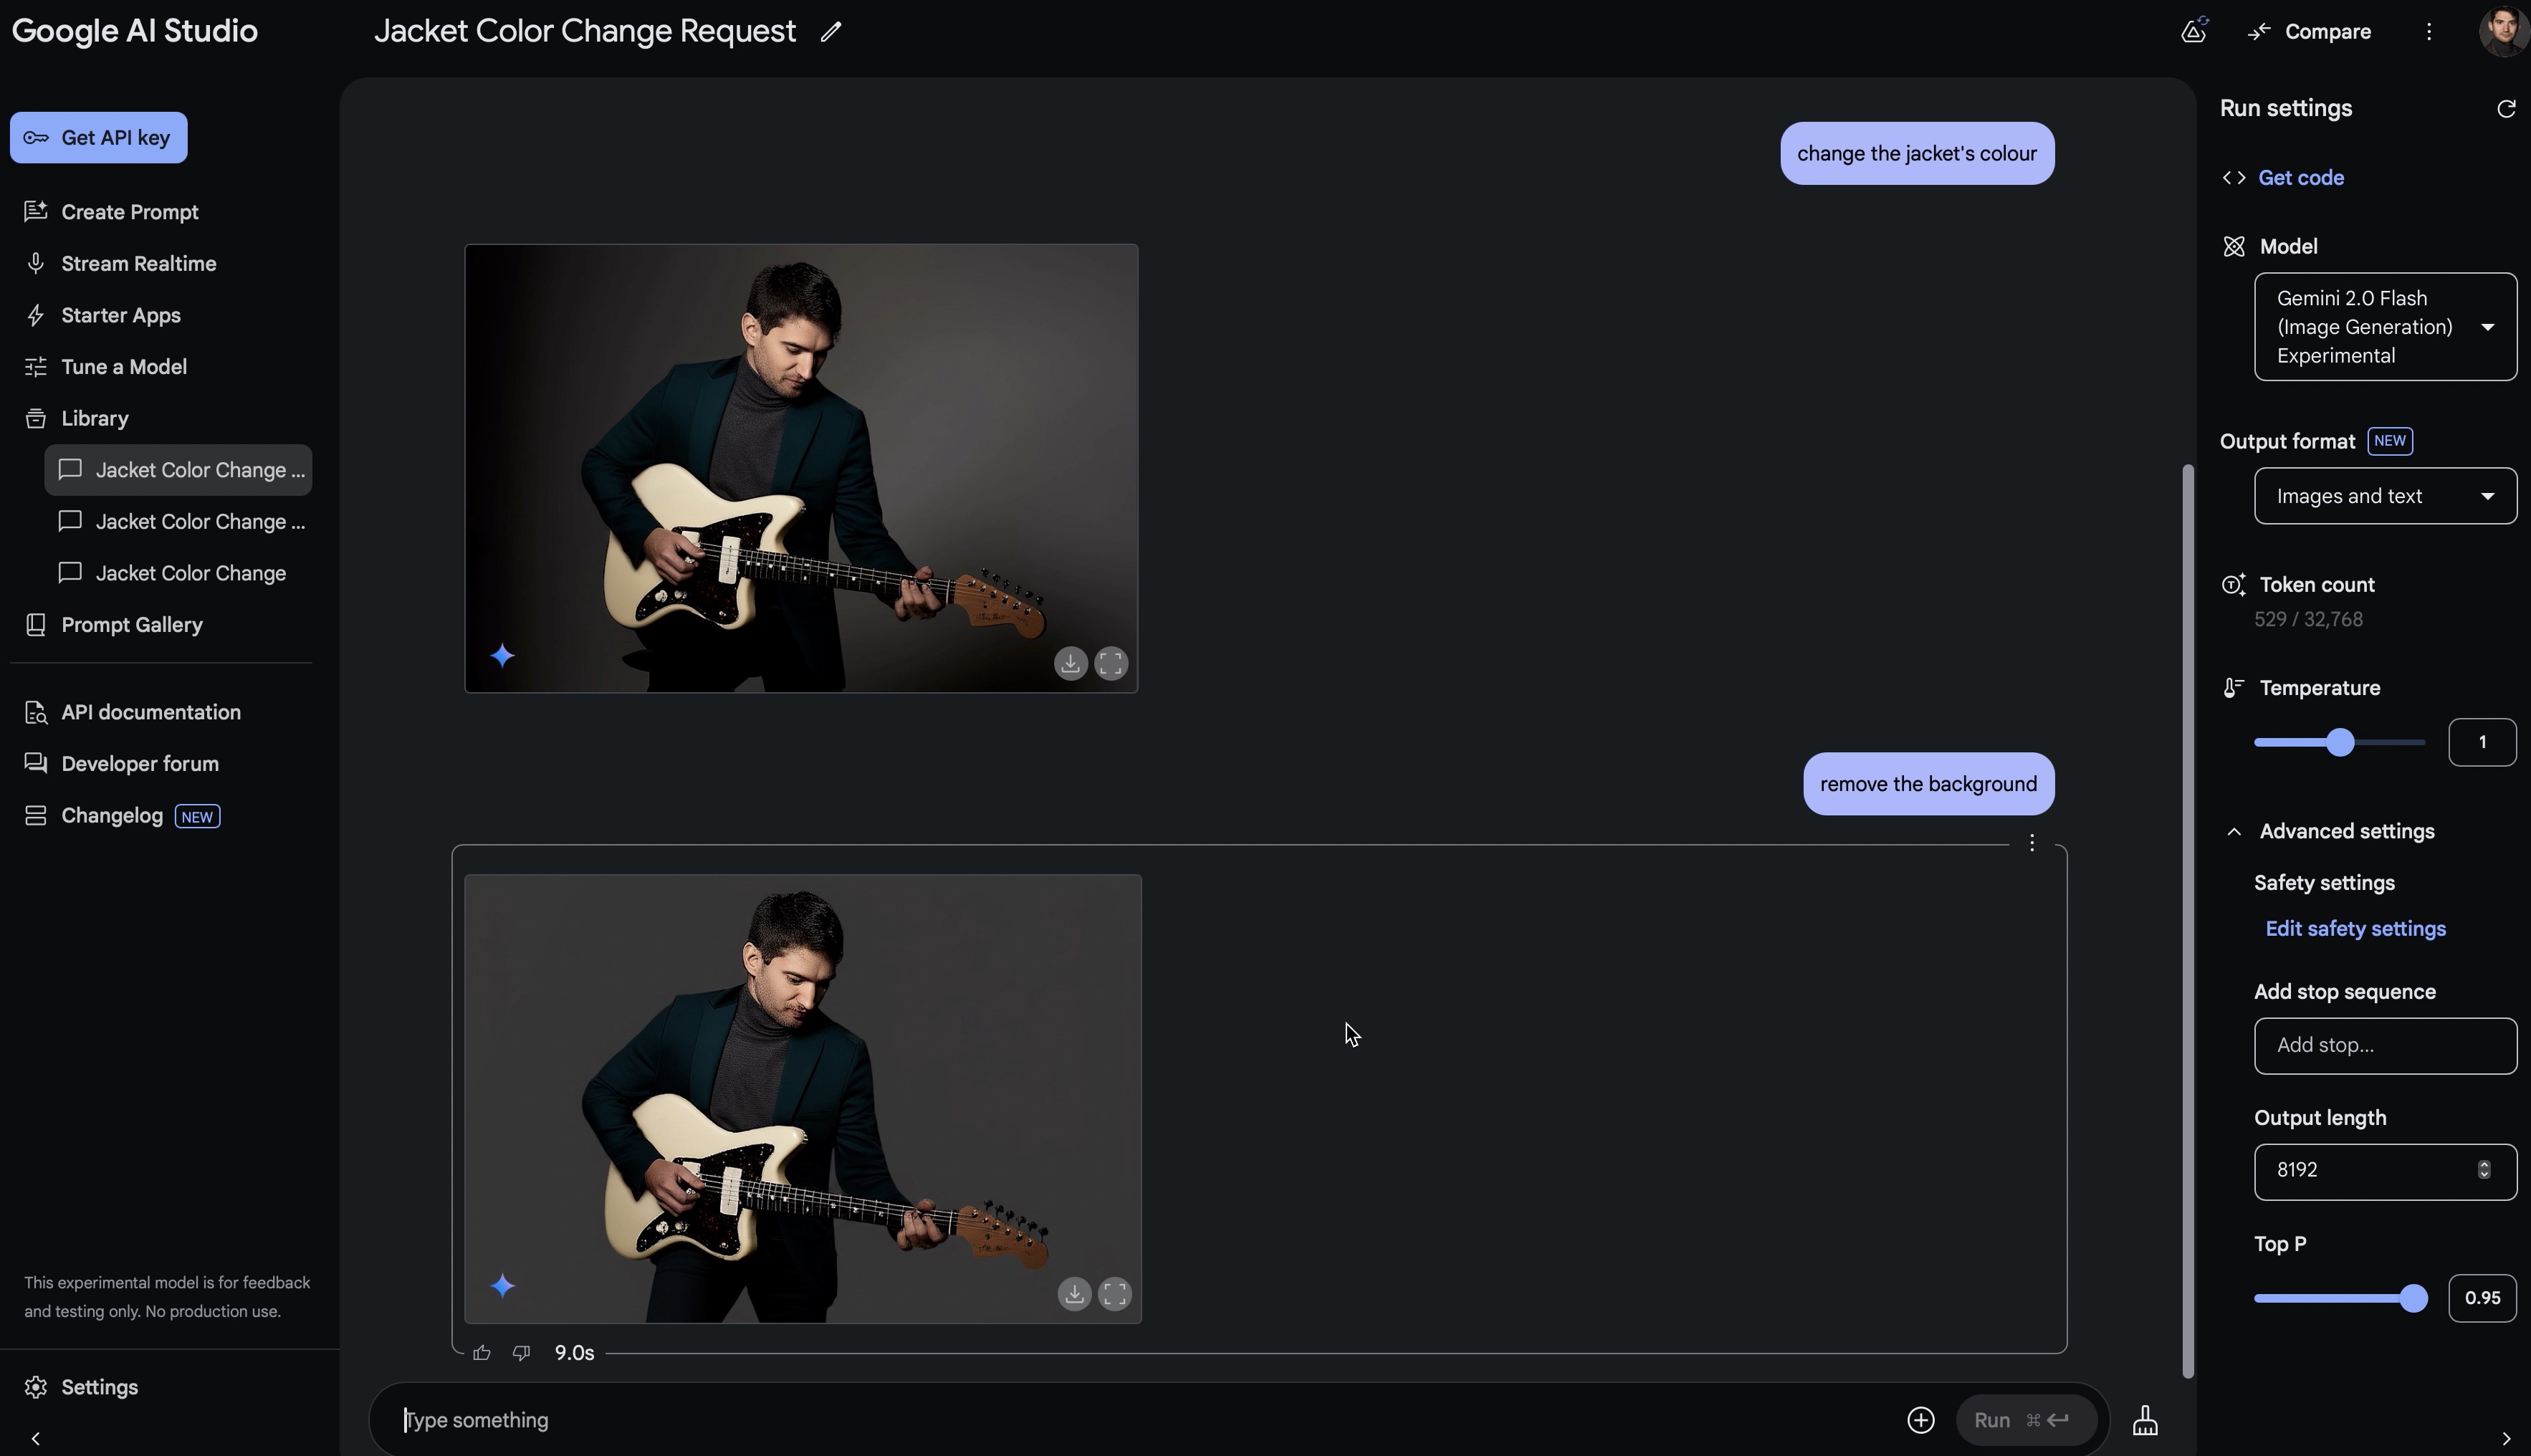 Google AI Studio
Jacket Color Change Request
Compare
Get API key
Create Prompt
Stream Realtime
Starter Apps
Tune a Model
Library
Jacket Color Change ...
Jacket Color Change ...
Jacket Color Change
Prompt Gallery
API documentation
Developer forum
Changelog NEW
This experimental model is for feedback
and testing only. No production use.
Settings
change the jacket's colour
remove the background
9.0s
Type something
Run ⌘
Run settings
Get code
Model
Gemini 2.0 Flash
(Image Generation)
Experimental
Output format NEW
Images and text
Token count
529 / 32,768
Temperature
1
Advanced settings
Safety settings
Edit safety settings
Add stop sequence
Add stop...
Output length
8192
Top P
0.95